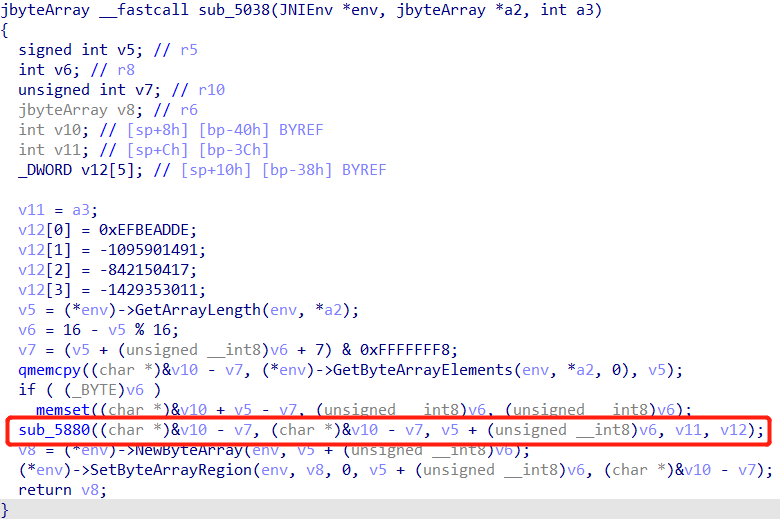 jbyteArray __fastcall sub_5038(JNIEnv *env, jbyteArray *a2, int a3)
{
  signed int v5; // r5
  int v6; // r8
  unsigned int v7; // r10
  jbyteArray v8; // r6
  int v10; // [sp+8h] [bp-40h] BYREF
  int v11; // [sp+Ch] [bp-3Ch]
  _DWORD v12[5]; // [sp+10h] [bp-38h] BYREF

  v11 = a3;
  v12[0] = 0xEFBEADDE;
  v12[1] = -1095901491;
  v12[2] = -842150417;
  v12[3] = -1429353011;
  v5 = (*env)->GetArrayLength(env, *a2);
  v6 = 16 - v5 % 16;
  v7 = (v5 + (unsigned __int8)v6 + 7) & 0xFFFFFFF8;
  qmemcpy((char *)&v10 - v7, (*env)->GetByteArrayElements(env, *a2, 0), v5);
  if ( (_BYTE)v6 )
    memset((char *)&v10 + v5 - v7, (unsigned __int8)v6, (unsigned __int8)v6);
  sub_5880((char *)&v10 - v7, (char *)&v10 - v7, v5 + (unsigned __int8)v6, v11, v12);
  v8 = (*env)->NewByteArray(env, v5 + (unsigned __int8)v6);
  (*env)->SetByteArrayRegion(env, v8, 0, v5 + (unsigned __int8)v6, (char *)&v10 - v7);
  return v8;
}